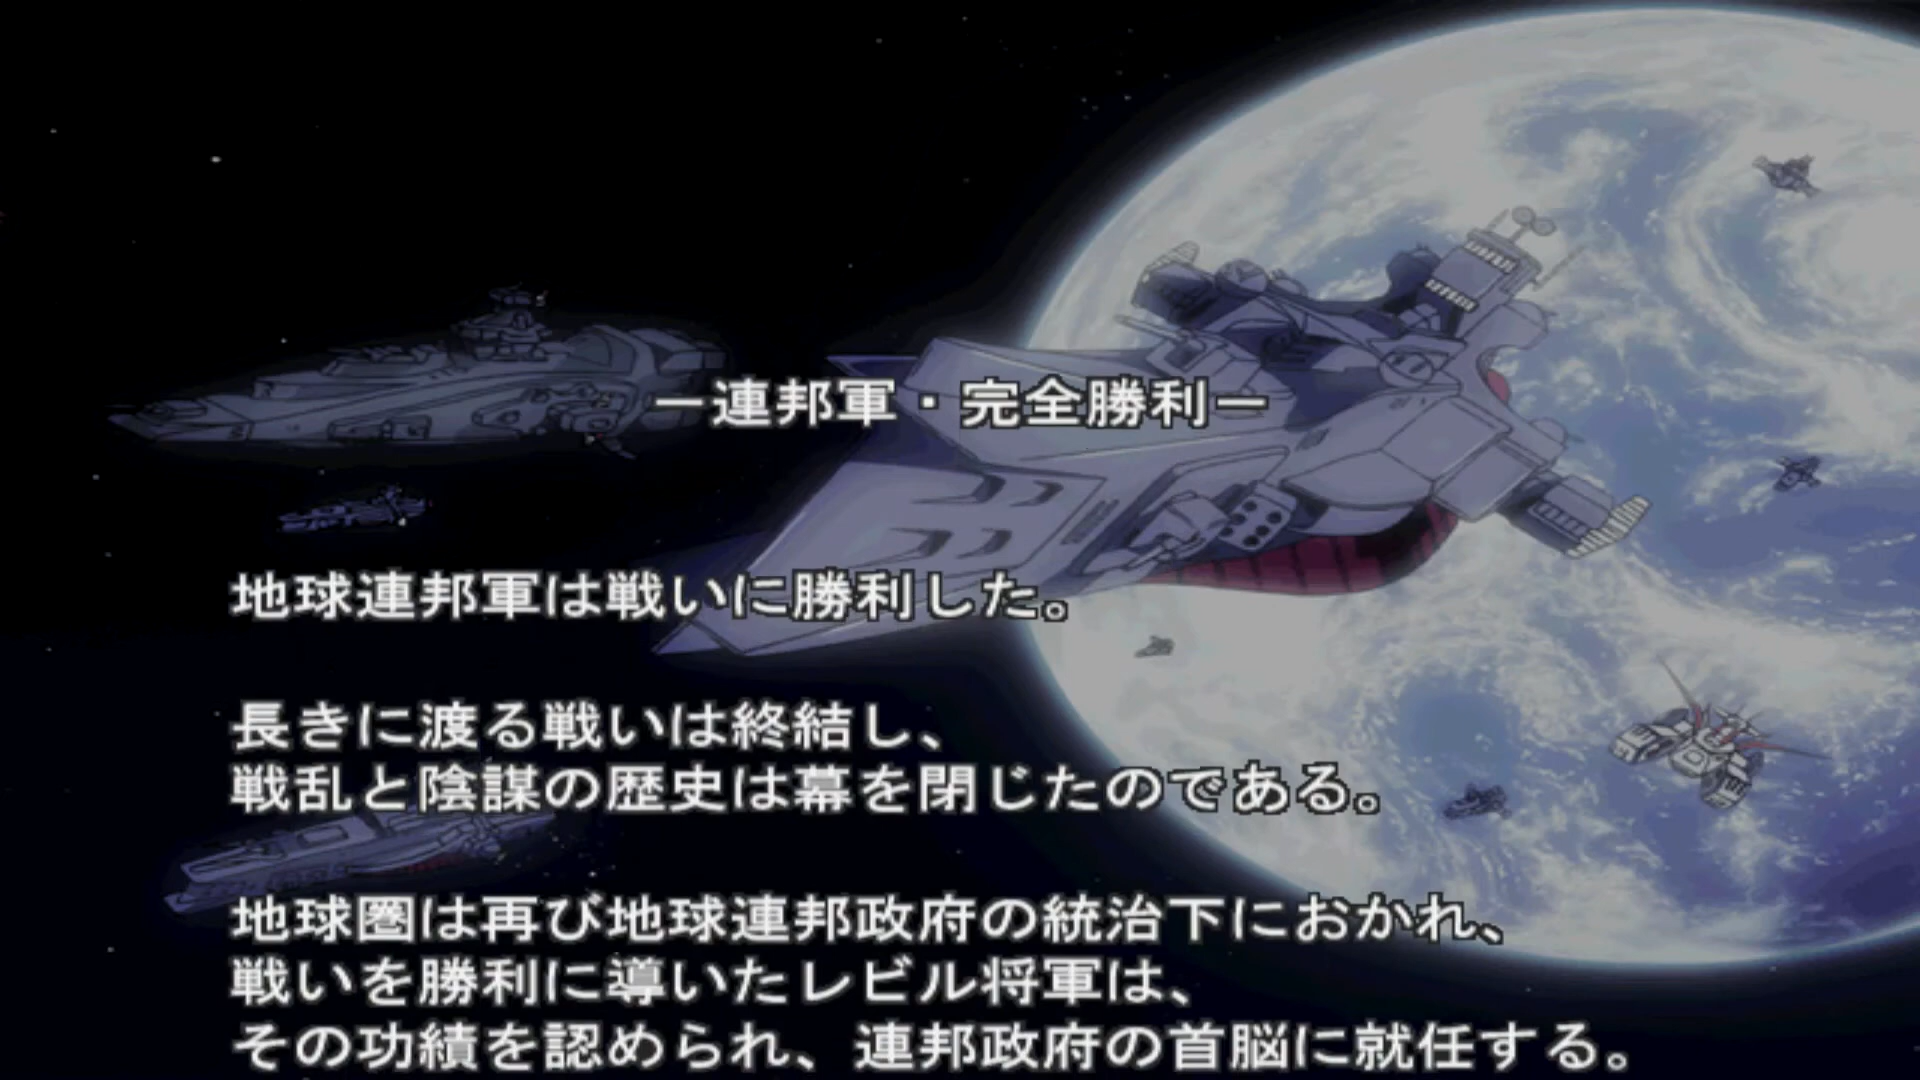 ー連邦軍・完全勝利ー
地球連邦軍は戦いに勝利した。
長きに渡る戦いは終結し、
戦乱と陰謀の歴史は幕を閉じたのである。
地球圏は再び地球連邦政府の統治下におかれ、
戦いを勝利に導いたレビル将軍は、
その功績を認められ、連邦政府の首脳に就任する。